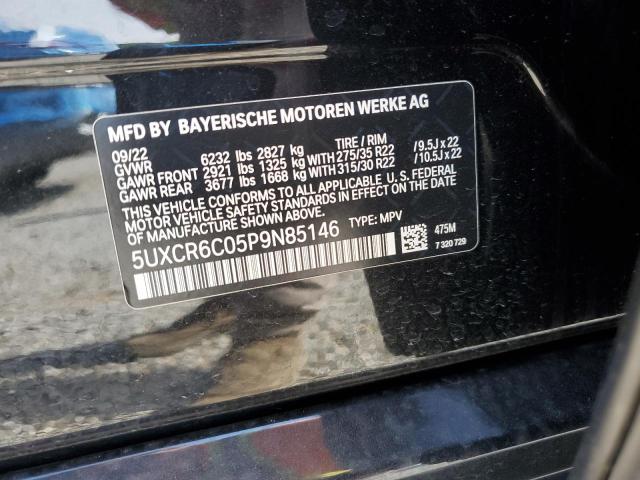 MFD BY BAYERISCHE MOTOREN WERKE AG
09/22 TIRE / RIM
GVWR 6232 lbs 2827 kg
GAWR FRONT 2921 lbs 1325 kg WITH 275/35 R22 / 9.5J x 22
GAWR REAR 3677 lbs 1668 kg WITH 315/30 R22 / 10.5J x 22
THIS VEHICLE CONFORMS TO ALL APPLICABLE U.S. FEDERAL
MOTOR VEHICLE SAFETY STANDARDS IN EFFECT ON THE DATE
OF MANUFACTURE SHOWN ABOVE.
5UXCR6C05P9N85146 TYPE: MPV
475M
7 320 729